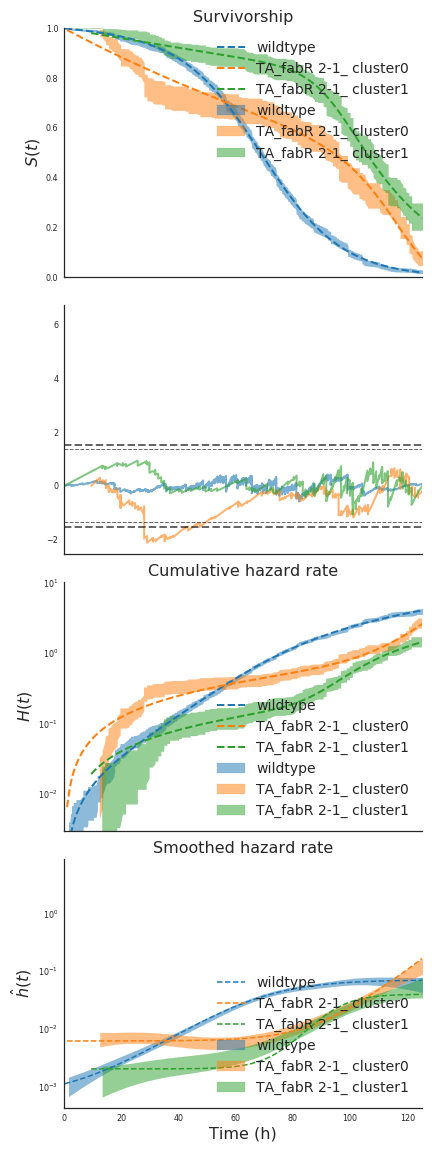 Survivorship
1.0
0.8
0.6
0.4
0.2
0.0
S(t)
wildtype
TA_fabR 2-1_ cluster0
TA_fabR 2-1_ cluster1
wildtype
TA_fabR 2-1_ cluster0
TA_fabR 2-1_ cluster1
6
4
2
0
−2
Cumulative hazard rate
10¹
10⁰
10⁻¹
10⁻²
H(t)
wildtype
TA_fabR 2-1_ cluster0
TA_fabR 2-1_ cluster1
wildtype
TA_fabR 2-1_ cluster0
TA_fabR 2-1_ cluster1
Smoothed hazard rate
10⁰
10⁻¹
10⁻²
10⁻³
ĥ(t)
wildtype
TA_fabR 2-1_ cluster0
TA_fabR 2-1_ cluster1
wildtype
TA_fabR 2-1_ cluster0
TA_fabR 2-1_ cluster1
0 20 40 60 80 100 120
Time (h)